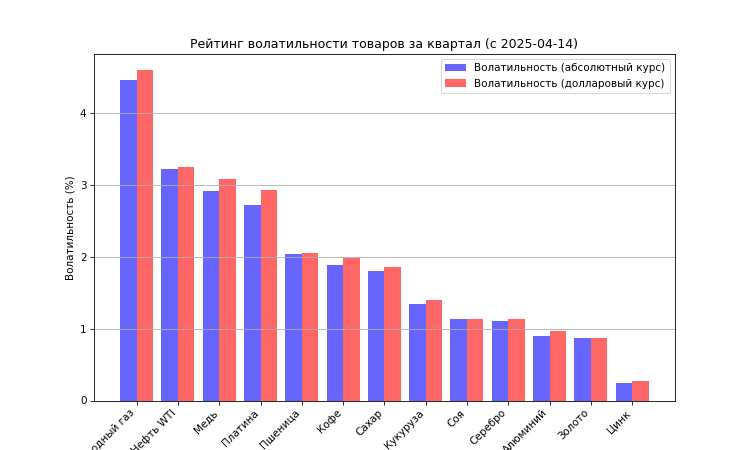 Рейтинг волатильности товаров за квартал (с 2025-04-14)
Волатильность (абсолютный курс)
Волатильность (долларовый курс)
Волатильность (%)
4
3
2
1
0
газ
Нефть WTI
Медь
Платина
Пшеница
Кофе
Сахар
Кукуруза
Соя
Серебро
Алюминий
Золото
Цинк